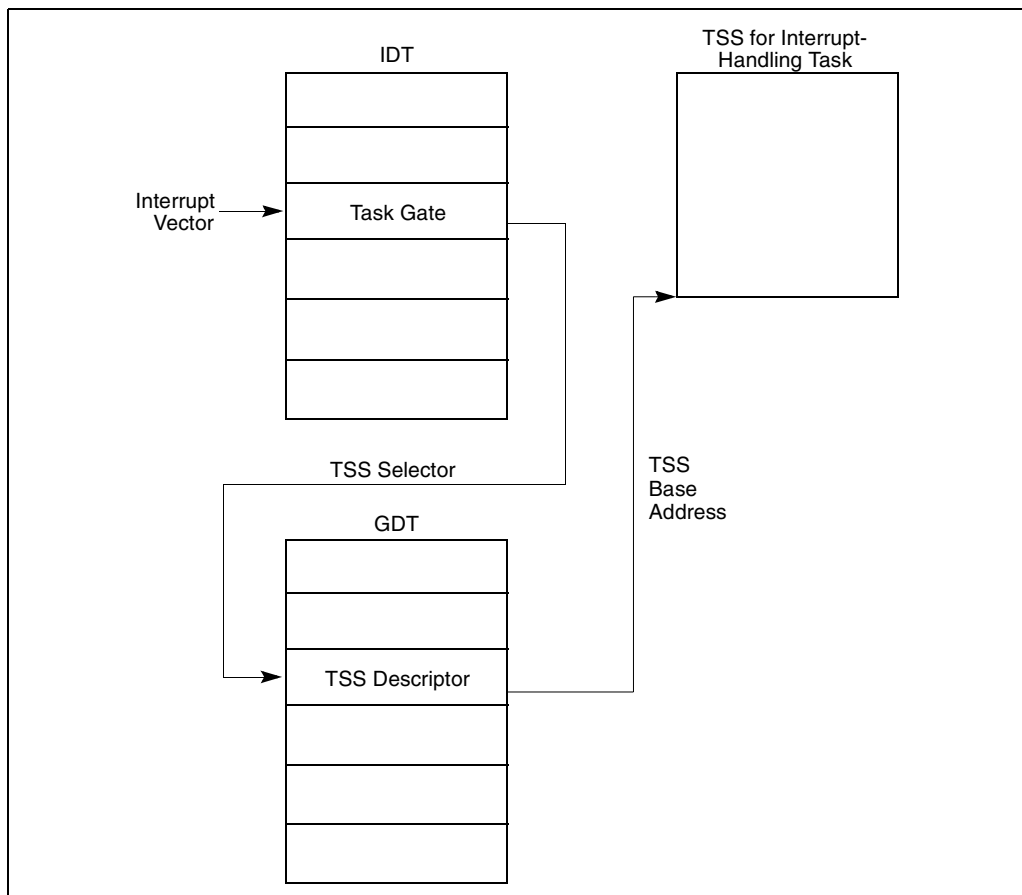 IDT
TSS for Interrupt-
Handling Task
Interrupt
Vector
Task Gate
TSS Selector
TSS
Base
Address
GDT
TSS Descriptor